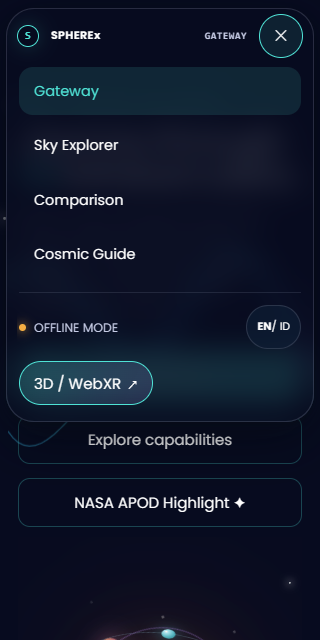 S SPHEREx GATEWAY ×
Gateway
Sky Explorer
Comparison
Cosmic Guide
OFFLINE MODE EN/ ID
3D / WebXR ↗
Explore capabilities
NASA APOD Highlight ✦